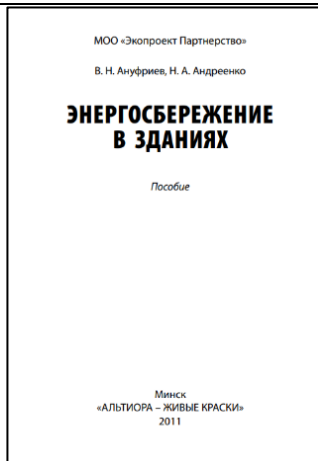 МОО «Экопроект Партнерство»
В. Н. Ануфриев, Н. А. Андреенко
ЭНЕРГОСБЕРЕЖЕНИЕ
В ЗДАНИЯХ
Пособие
Минск
«АЛЬТИОРА – ЖИВЫЕ КРАСКИ»
2011